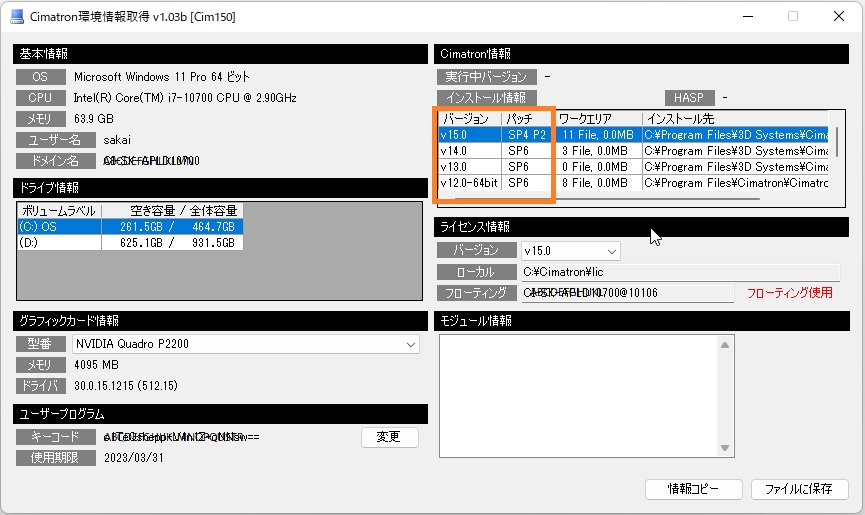 Cimatron環境情報取得 v1.03b [Cim150]
基本情報
OS Microsoft Windows 11 Pro 64 ビット
CPU Intel(R) Core(TM) i7-10700 CPU @ 2.90GHz
メモリ 63.9 GB
ユーザー名 sakai
ドメイン名
ドライブ情報
ボリュームラベル 空き容量 / 全体容量
(C:) OS 261.5GB / 464.7GB
(D:) 625.1GB / 931.5GB
グラフィックカード情報
型番 NVIDIA Quadro P2200
メモリ 4095 MB
ドライバ 30.0.15.1215 (512.15)
ユーザープログラム
キーコード
変更
使用期限 2023/03/31
Cimatron情報
実行中バージョン -
インストール情報 HASP -
バージョン パッチ ワークエリア インストール先
v15.0 SP4 P2 11 File, 0.0MB C:¥Program Files¥3D Systems¥Cima
v14.0 SP6 3 File, 0.0MB C:¥Program Files¥3D Systems¥Cima
v13.0 SP6 0 File, 0.0MB C:¥Program Files¥3D Systems¥Cima
v12.0-64bit SP6 8 File, 0.0MB C:¥Program Files¥Cimatron¥Cimatro
ライセンス情報
バージョン v15.0
ローカル C:¥Cimatron¥lic
フローティング フローティング使用
モジュール情報
情報コピー ファイルに保存